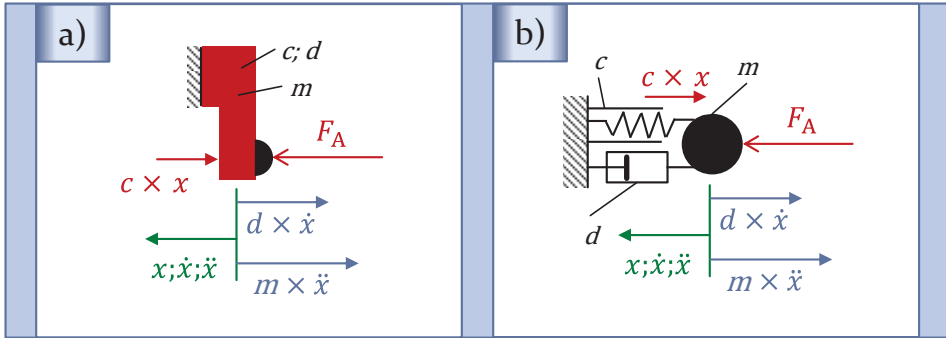 a)
c; d
m
F_A
c × x
d × ẋ
x;ẋ;ẍ
m × ẍ
b)
c
c × x
m
F_A
d
d × ẋ
x;ẋ;ẍ
m × ẍ